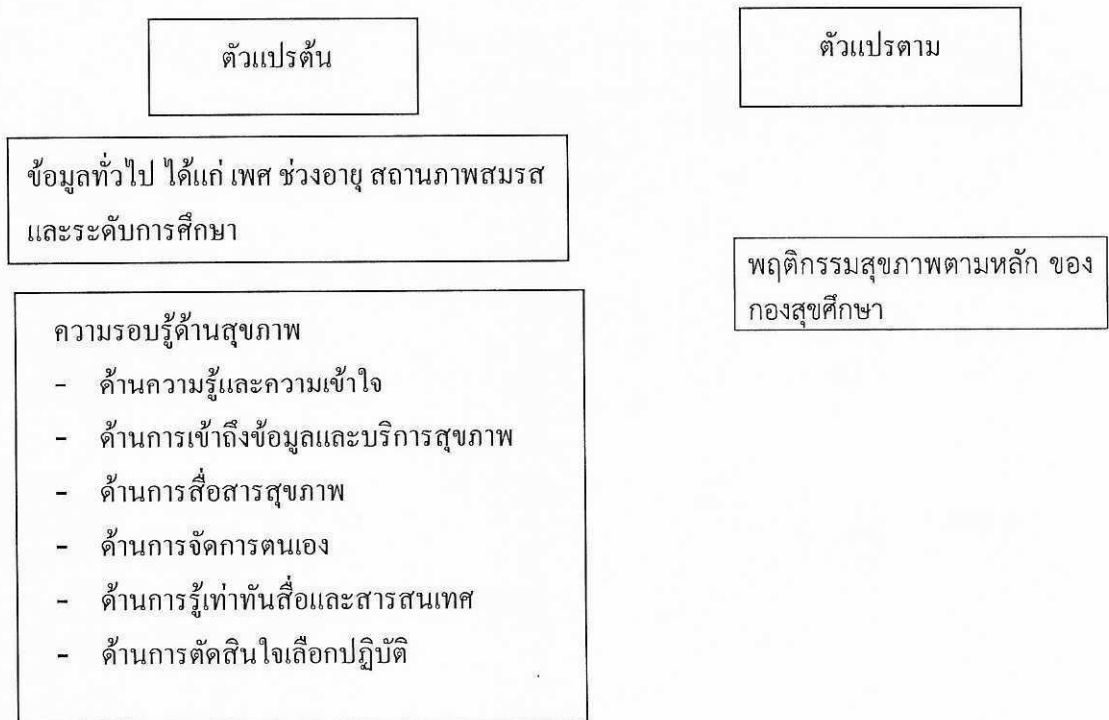 ตัวแปรต้น
ตัวแปรตาม
ข้อมูลทั่วไป ได้แก่ เพศ ช่วงอายุ สถานภาพสมรส
และระดับการศึกษา
พฤติกรรมสุขภาพตามหลัก ของ
กองสุขศึกษา
ความรอบรู้ด้านสุขภาพ
- ด้านความรู้และความเข้าใจ
- ด้านการเข้าถึงข้อมูลและบริการสุขภาพ
- ด้านการสื่อสารสุขภาพ
- ด้านการจัดการตนเอง
- ด้านการรู้เท่าทันสื่อและสารสนเทศ
- ด้านการตัดสินใจเลือกปฏิบัติ